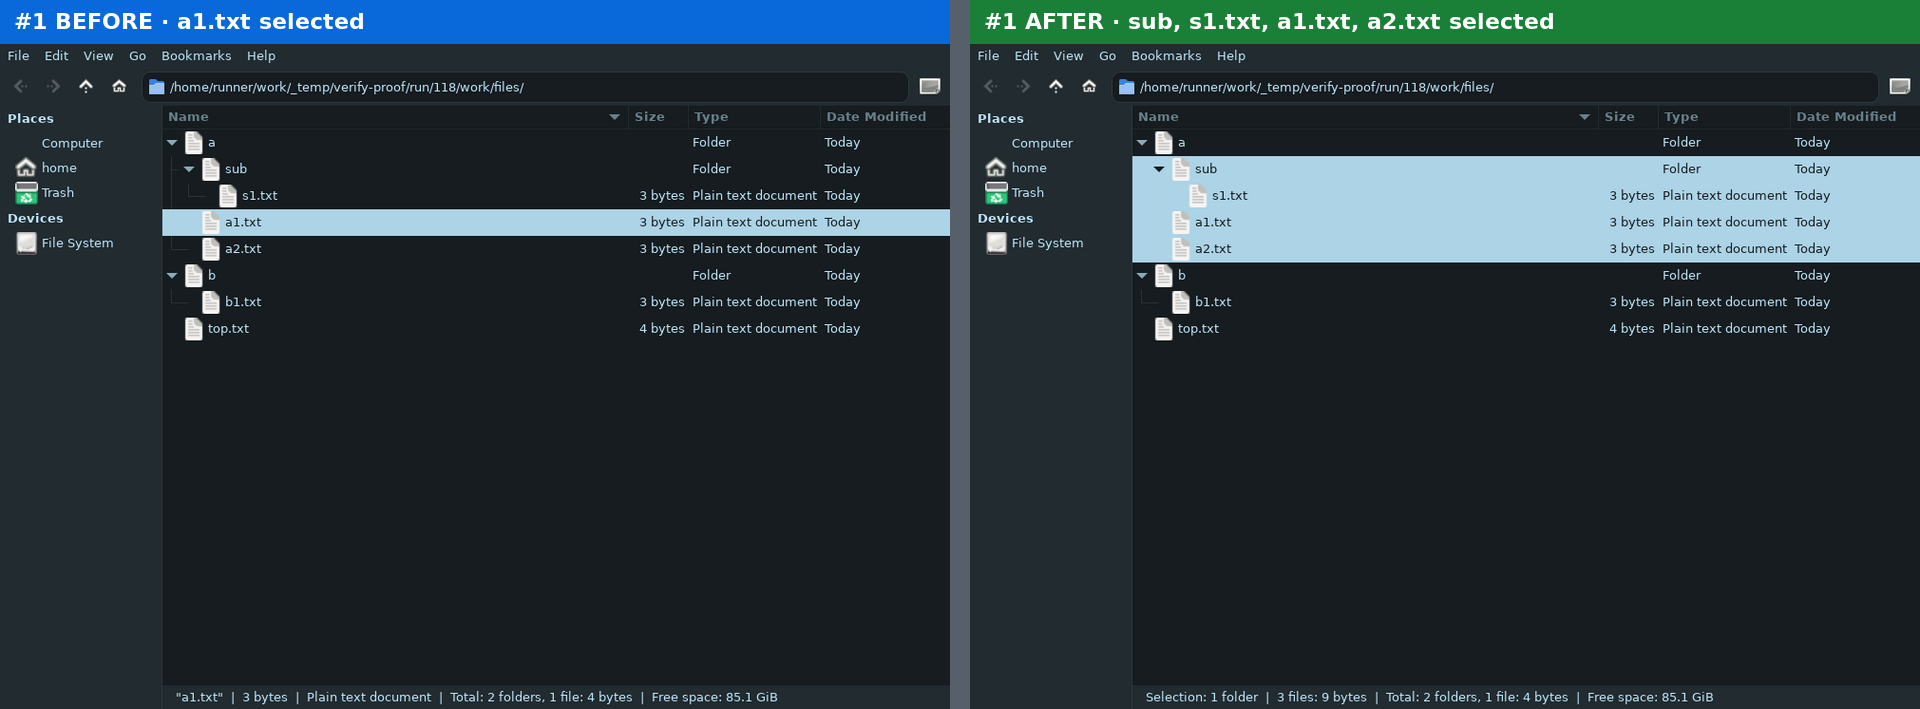 #1 BEFORE · a1.txt selected
File Edit View Go Bookmarks Help
/home/runner/work/_temp/verify-proof/run/118/work/files/
Places
Computer
home
Trash
Devices
File System
Name Size Type Date Modified
a Folder Today
sub Folder Today
s1.txt 3 bytes Plain text document Today
a1.txt 3 bytes Plain text document Today
a2.txt 3 bytes Plain text document Today
b Folder Today
b1.txt 3 bytes Plain text document Today
top.txt 4 bytes Plain text document Today
"a1.txt" | 3 bytes | Plain text document | Total: 2 folders, 1 file: 4 bytes | Free space: 85.1 GiB
#1 AFTER · sub, s1.txt, a1.txt, a2.txt selected
File Edit View Go Bookmarks Help
/home/runner/work/_temp/verify-proof/run/118/work/files/
Places
Computer
home
Trash
Devices
File System
Name Size Type Date Modified
a Folder Today
sub Folder Today
s1.txt 3 bytes Plain text document Today
a1.txt 3 bytes Plain text document Today
a2.txt 3 bytes Plain text document Today
b Folder Today
b1.txt 3 bytes Plain text document Today
top.txt 4 bytes Plain text document Today
Selection: 1 folder | 3 files: 9 bytes | Total: 2 folders, 1 file: 4 bytes | Free space: 85.1 GiB